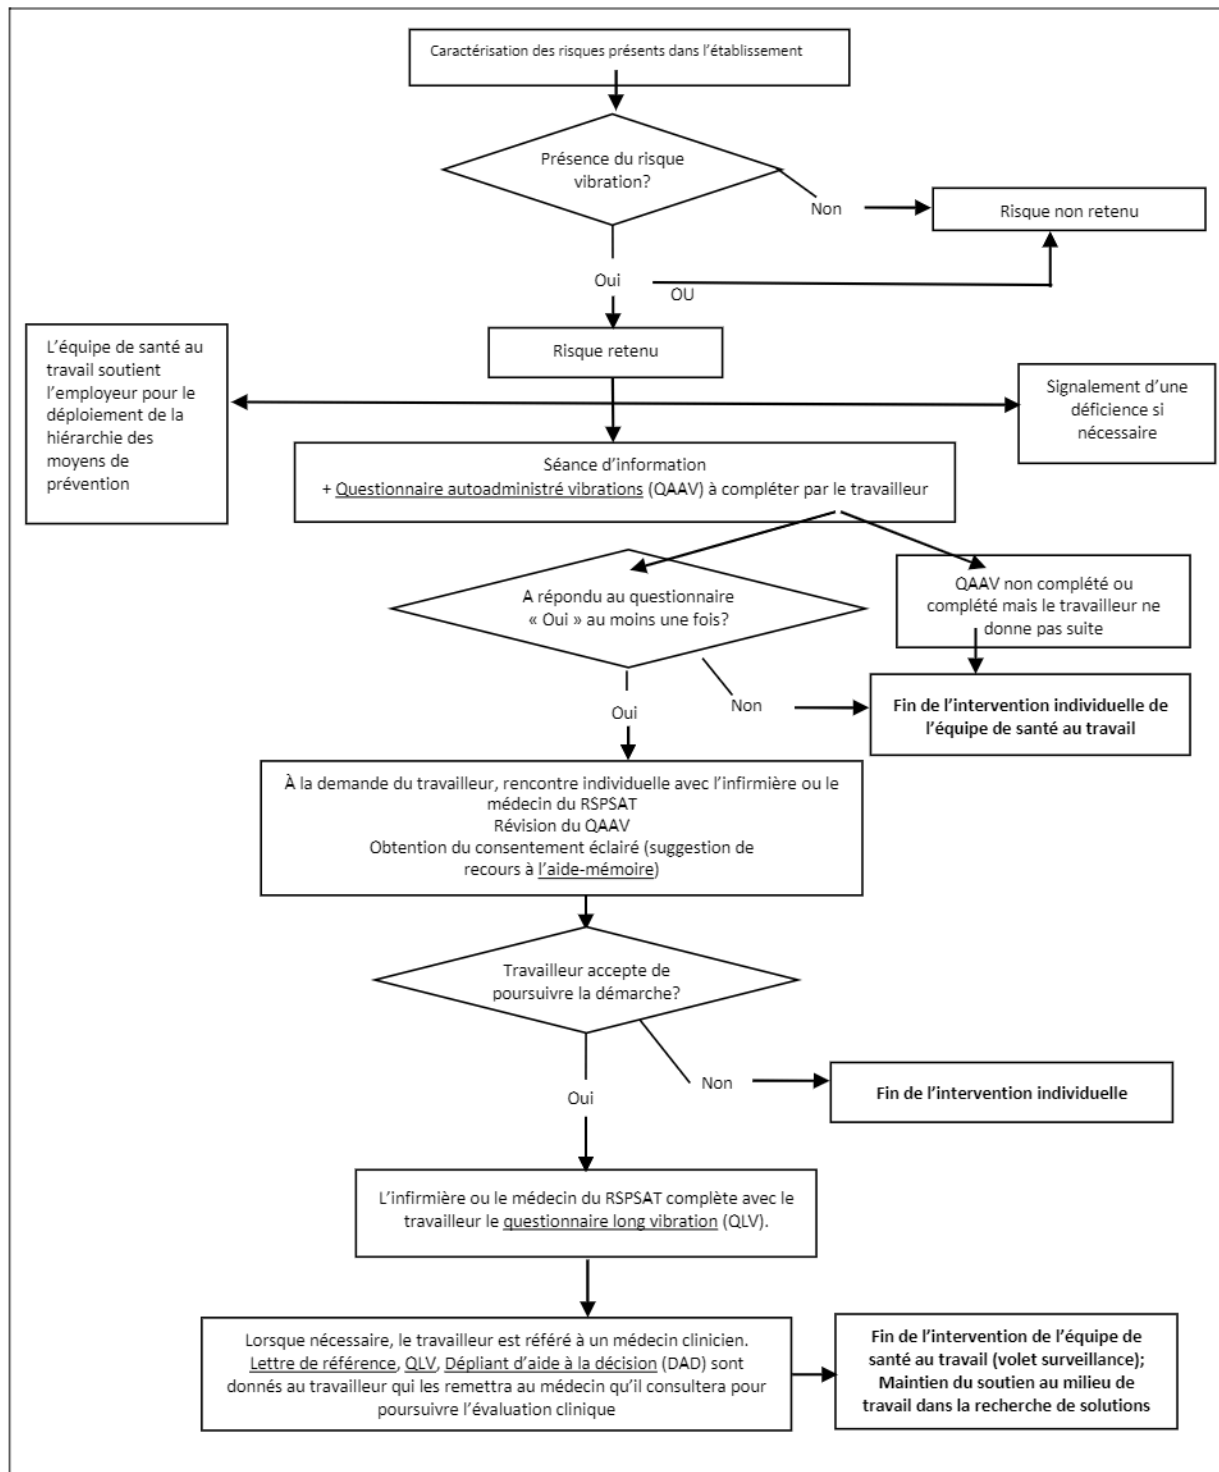 Caractérisation des risques présents dans l’établissement
Présence du risque
vibration?
Non
Risque non retenu
Oui
OU
Risque retenu
L’équipe de santé au
travail soutient
l’employeur pour le
déploiement de la
hiérarchie des
moyens de
prévention
Signalement d’une
déficience si
nécessaire
Séance d’information
+ Questionnaire autoadministré vibrations (QAAV) à compléter par le travailleur
A répondu au questionnaire
« Oui » au moins une fois?
QAAV non complété ou
complété mais le travailleur ne
donne pas suite
Non
Fin de l’intervention individuelle de
l’équipe de santé au travail
Oui
À la demande du travailleur, rencontre individuelle avec l’infirmière ou le
médecin du RSPSAT
Révision du QAAV
Obtention du consentement éclairé (suggestion de
recours à l’aide-mémoire)
Travailleur accepte de
poursuivre la démarche?
Non
Fin de l’intervention individuelle
Oui
L’infirmière ou le médecin du RSPSAT complète avec le
travailleur le questionnaire long vibration (QLV).
Lorsque nécessaire, le travailleur est référé à un médecin clinicien.
Lettre de référence, QLV, Dépliant d’aide à la décision (DAD) sont
donnés au travailleur qui les remettra au médecin qu’il consultera pour
poursuivre l’évaluation clinique
Fin de l’intervention de l’équipe de
santé au travail (volet surveillance);
Maintien du soutien au milieu de
travail dans la recherche de solutions